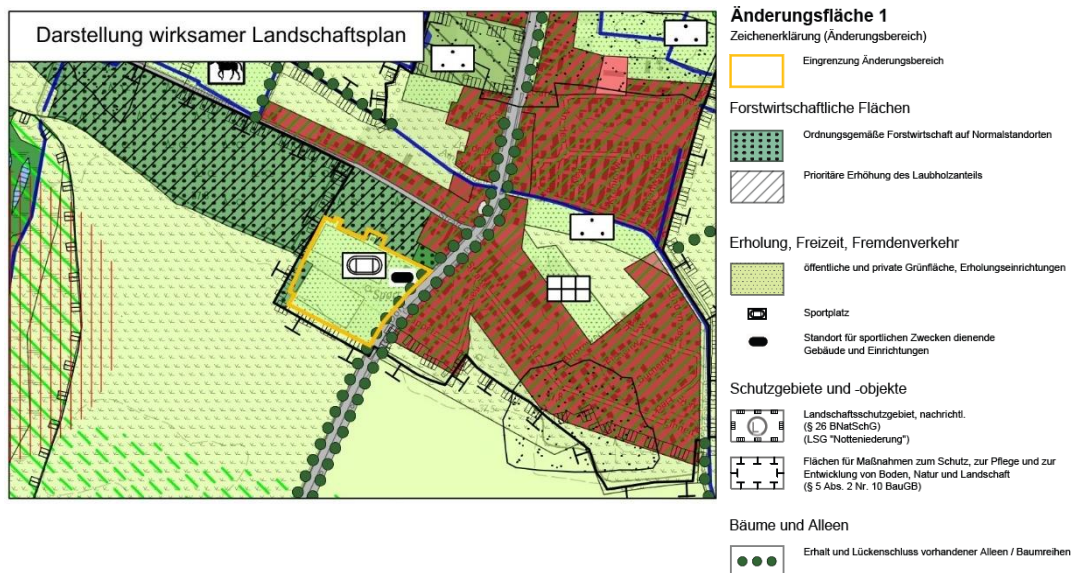 Darstellung wirksamer Landschaftsplan
Änderungsfläche 1
Zeichenerklärung (Änderungsbereich)
Eingrenzung Änderungsbereich
Forstwirtschaftliche Flächen
Ordnungsgemäße Forstwirtschaft auf Normalstandorten
Prioritäre Erhöhung des Laubholzanteils
Erholung, Freizeit, Fremdenverkehr
öffentliche und private Grünfläche, Erholungseinrichtungen
Sportplatz
Standort für sportlichen Zwecken dienende
Gebäude und Einrichtungen
Schutzgebiete und -objekte
L
Landschaftsschutzgebiet, nachrichtl.
(§ 26 BNatSchG)
(LSG "Notteniederung")
Flächen für Maßnahmen zum Schutz, zur Pflege und zur
Entwicklung von Boden, Natur und Landschaft
(§ 5 Abs. 2 Nr. 10 BauGB)
Bäume und Alleen
Erhalt und Lückenschluss vorhandener Alleen / Baumreihen